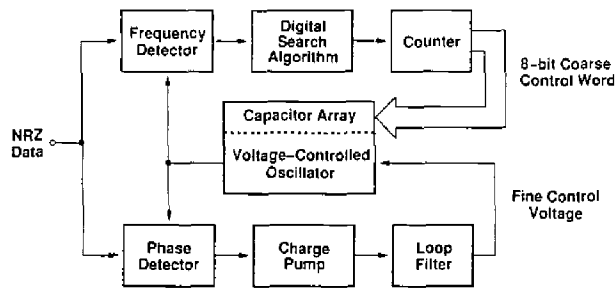 Frequency
Detector
Digital
Search
Algorithm
Counter
8-bit Coarse
Control Word
Capacitor Array
NRZ
Data
Voltage-Controlled
Oscillator
Fine Control
Voltage
Phase
Detector
Charge
Pump
Loop
Filter